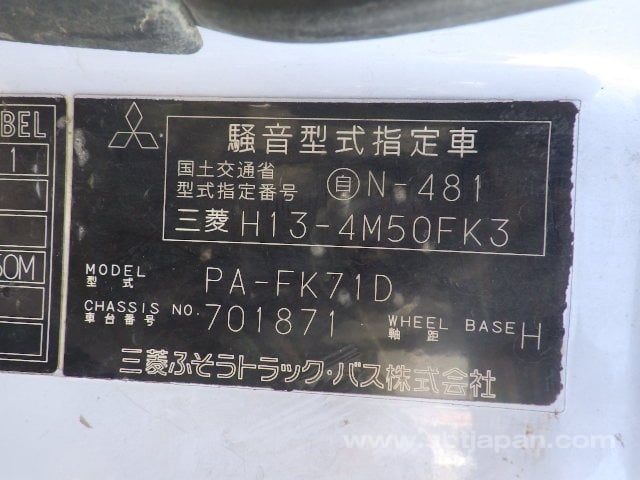 BEL
1
50M
騒音型式指定車
国土交通省
型式指定番号 自N-481
三菱 H13-4M50FK3
MODEL
型式 PA-FK71D
CHASSIS NO.
車台番号 701871 WHEEL BASE
軸距 H
三菱ふそうトラック・バス株式会社
www.sbtjapan.com